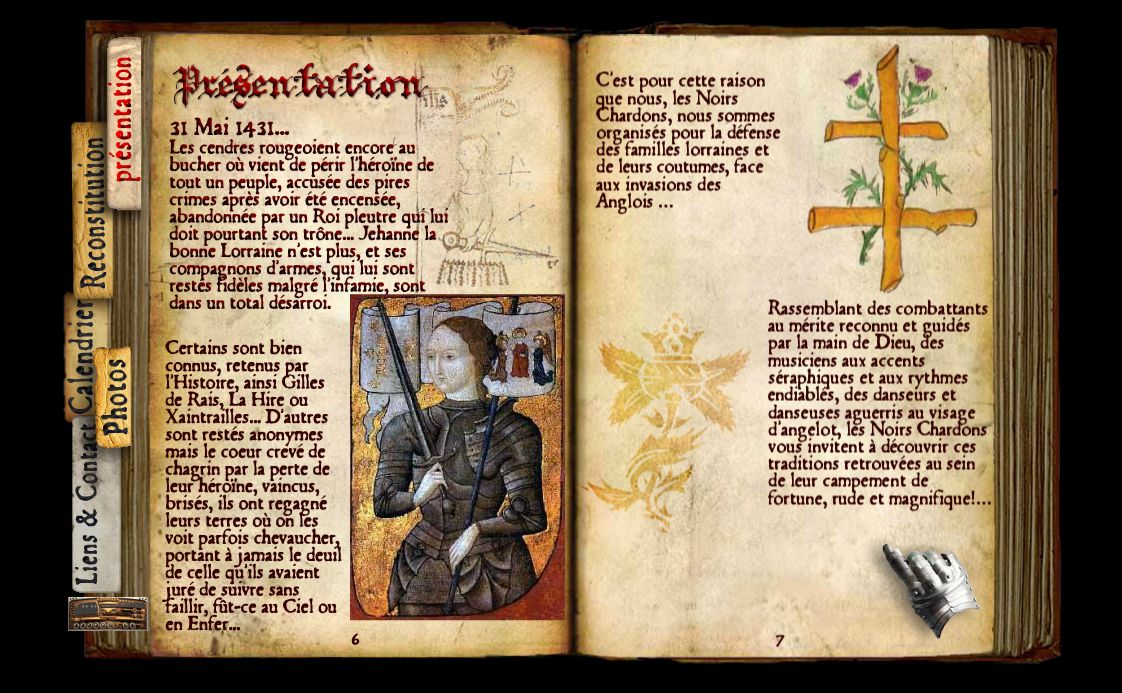 présentation
Reconstitution
Calendrier
Photos
Liens & Contact
Présentation
31 Mai 1431...
Les cendres rougeoient encore au
bucher où vient de périr l'héroïne de
tout un peuple, accusée des pires
crimes après avoir été encensée,
abandonnée par un Roi pleutre qui lui
doit pourtant son trône... Jehanne la
bonne Lorraine n'est plus, et ses
compagnons d'armes, qui lui sont
restés fidèles malgré l'infamie, sont
dans un total désarroi.
Certains sont bien
connus, retenus par
l'Histoire, ainsi Gilles
de Rais, La Hire ou
Xaintrailles... D'autres
sont restés anonymes
mais le coeur crevé de
chagrin par la perte de
leur héroïne, vaincus,
brisés, ils ont regagné
leurs terres où on les
voit parfois chevaucher,
portant à jamais le deuil
de celle qu'ils avaient
juré de suivre sans
faillir, fût-ce au Ciel ou
en Enfer...
6
C'est pour cette raison
que nous, les Noirs
Chardons, nous sommes
organisés pour la défense
des familles lorraines et
de leurs coutumes, face
aux invasions des
Anglois ...
Rassemblant des combattants
au mérite reconnu et guidés
par la main de Dieu, des
musiciens aux accents
séraphiques et aux rythmes
endiablés, des danseurs et
danseuses aguerris au visage
d'angelot, les Noirs Chardons
vous invitent à découvrir ces
traditions retrouvées au sein
de leur campement de
fortune, rude et magnifique!...
7